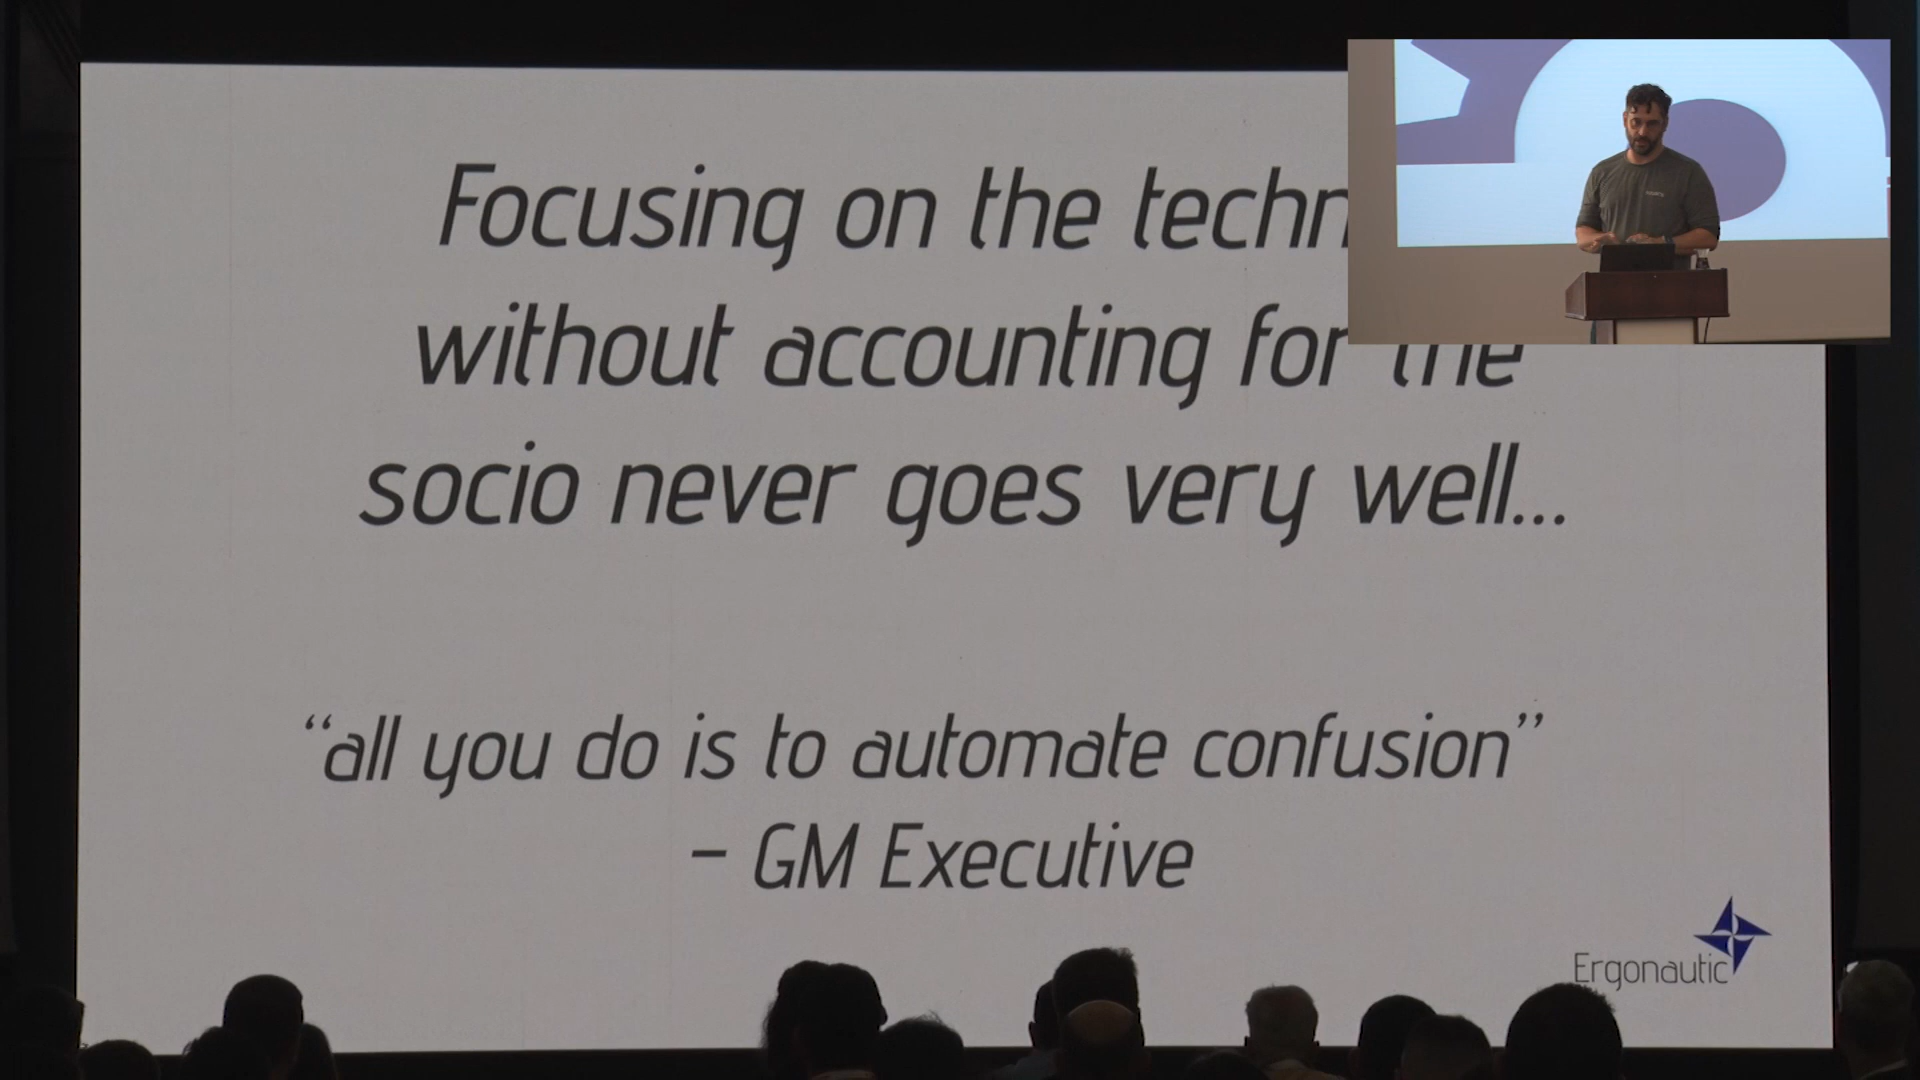 Focusing on the techn
without accounting for the
socio never goes very well...
“all you do is to automate confusion”
– GM Executive
Ergonautic